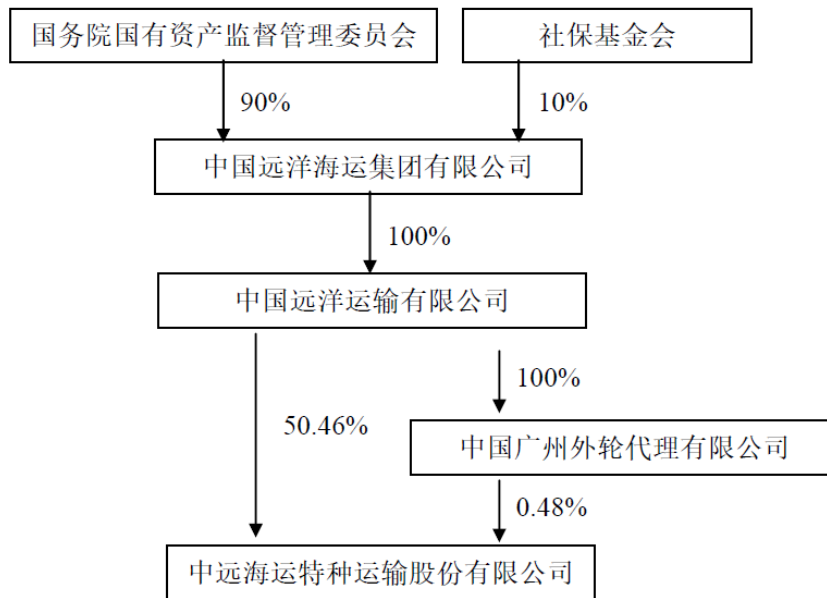 国务院国有资产监督管理委员会
社保基金会
90%
10%
中国远洋海运集团有限公司
100%
中国远洋运输有限公司
100%
50.46%
中国广州外轮代理有限公司
0.48%
中远海运特种运输股份有限公司